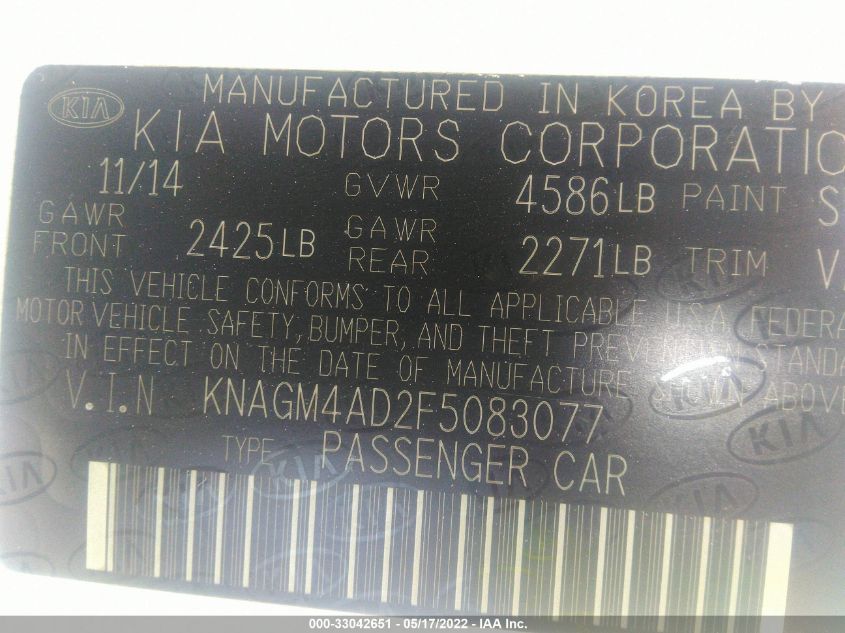 KIA MANUFACTURED IN KOREA BY
KIA MOTORS CORPORATIO
11/14 GVWR 4586LB PAINT S
GAWR FRONT 2425LB GAWR REAR 2271LB TRIM V
THIS VEHICLE CONFORMS TO ALL APPLICABLE U.S.A. FEDERA
MOTOR VEHICLE SAFETY, BUMPER, AND THEFT PREVENTION STANDA
IN EFFECT ON THE DATE OF MANUFACTURE SHOWN ABOVE
V.I.N KNAGM4AD2F5083077
TYPE PASSENGER CAR
000-33042651 - 05/17/2022 - IAA Inc.